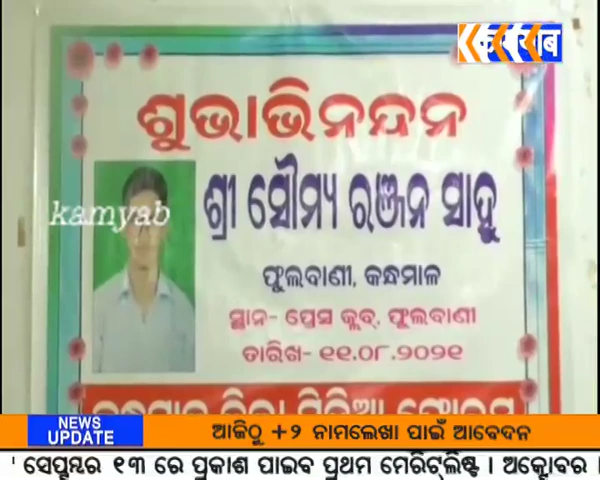 ଶୁଭାଭିନନ୍ଦନ
ଶ୍ରୀ ସୌମ୍ୟ ରଞ୍ଜନ ସାହୁ
kamyab
ଫୁଲବାଣୀ, କନ୍ଧମାଳ
ସ୍ଥାନ- ପ୍ରେସ କ୍ଲବ୍, ଫୁଲବାଣୀ
ତାରିଖ- ୧୧.୦୮.୨୦୨୧
NEWS UPDATE
ଆଜିଠୁ +୨ ନାମଲେଖା ପାଇଁ ଆବେଦନ
ସେପ୍ଟମ୍ବର ୧୩ ରେ ପ୍ରକାଶ ପାଇବ ପ୍ରଥମ ମେରିଟ୍‌ଲିଷ୍ଟ । ଅକ୍ଟୋବର ।